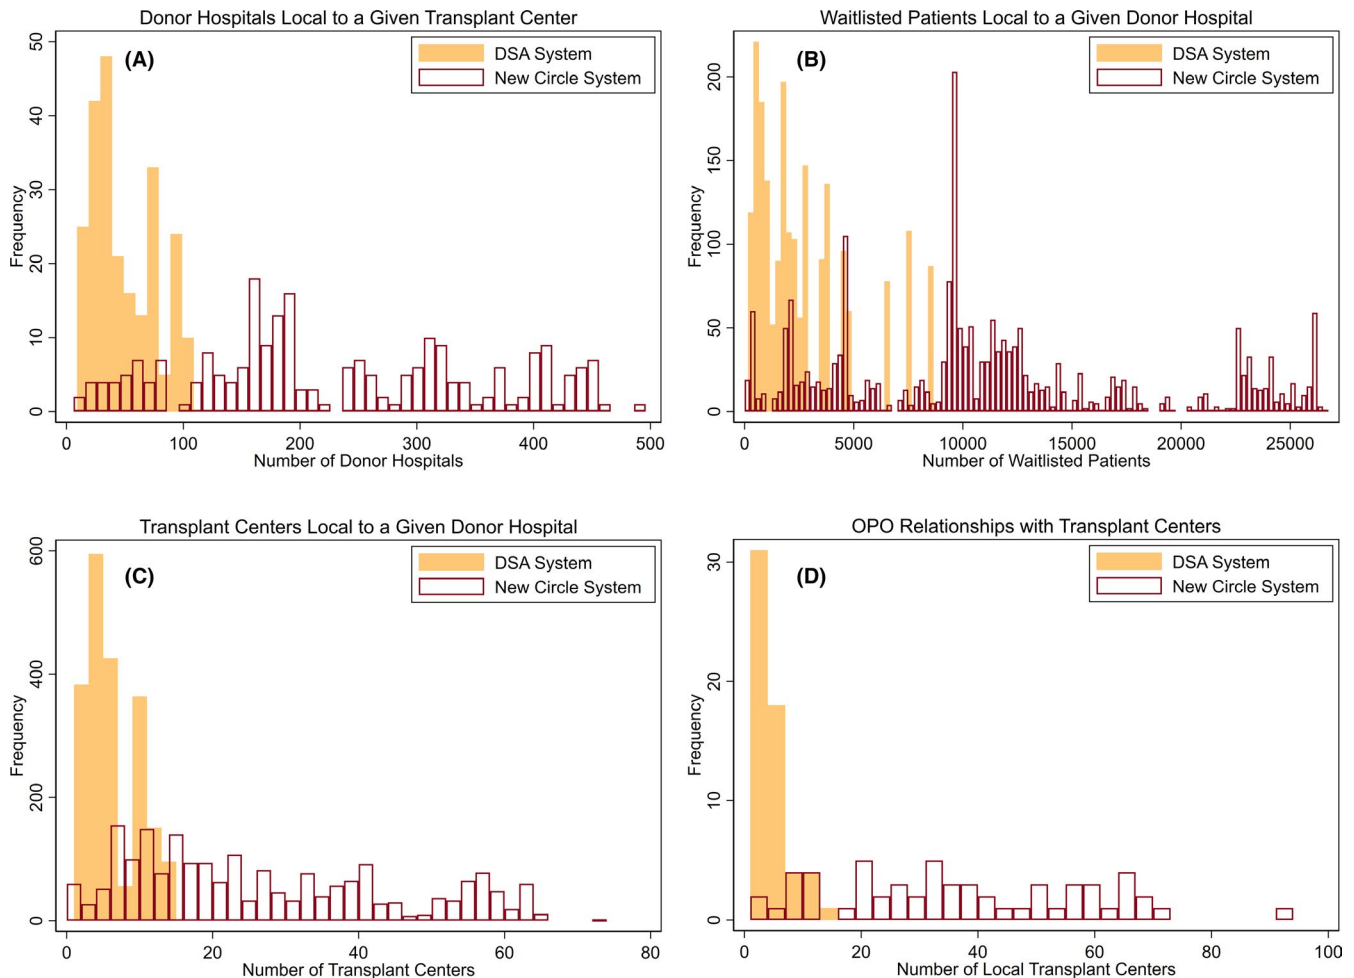 Donor Hospitals Local to a Given Transplant Center
(A)
DSA System
New Circle System
Frequency
50
40
30
20
10
0
0 100 200 300 400 500
Number of Donor Hospitals
Waitlisted Patients Local to a Given Donor Hospital
(B)
DSA System
New Circle System
Frequency
200
150
100
50
0
0 5000 10000 15000 20000 25000
Number of Waitlisted Patients
Transplant Centers Local to a Given Donor Hospital
(C)
DSA System
New Circle System
Frequency
600
400
200
0
0 20 40 60 80
Number of Transplant Centers
OPO Relationships with Transplant Centers
(D)
DSA System
New Circle System
Frequency
30
20
10
0
0 20 40 60 80 100
Number of Local Transplant Centers